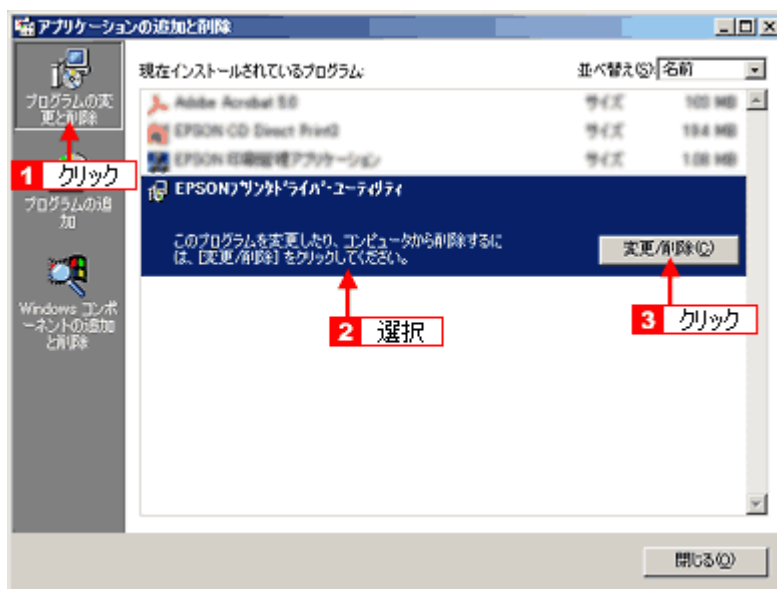 アプリケーションの追加と削除
現在インストールされているプログラム:
並べ替え(S):
名前
プログラムの変
更と削除
1 クリック
プログラムの追
加
Windows コンポ
ーネントの追加
と削除
Adobe Acrobat 5.0
サイズ
103 MB
EPSON CD Direct Print2
サイズ
19.4 MB
EPSON 印刷管理アプリケーション
サイズ
1.08 MB
EPSONプリンタドライバ・ユーティリティ
このプログラムを変更したり、コンピュータから削除するに
は、[変更/削除] をクリックしてください。
変更/削除(C)
2 選択
3 クリック
閉じる(O)